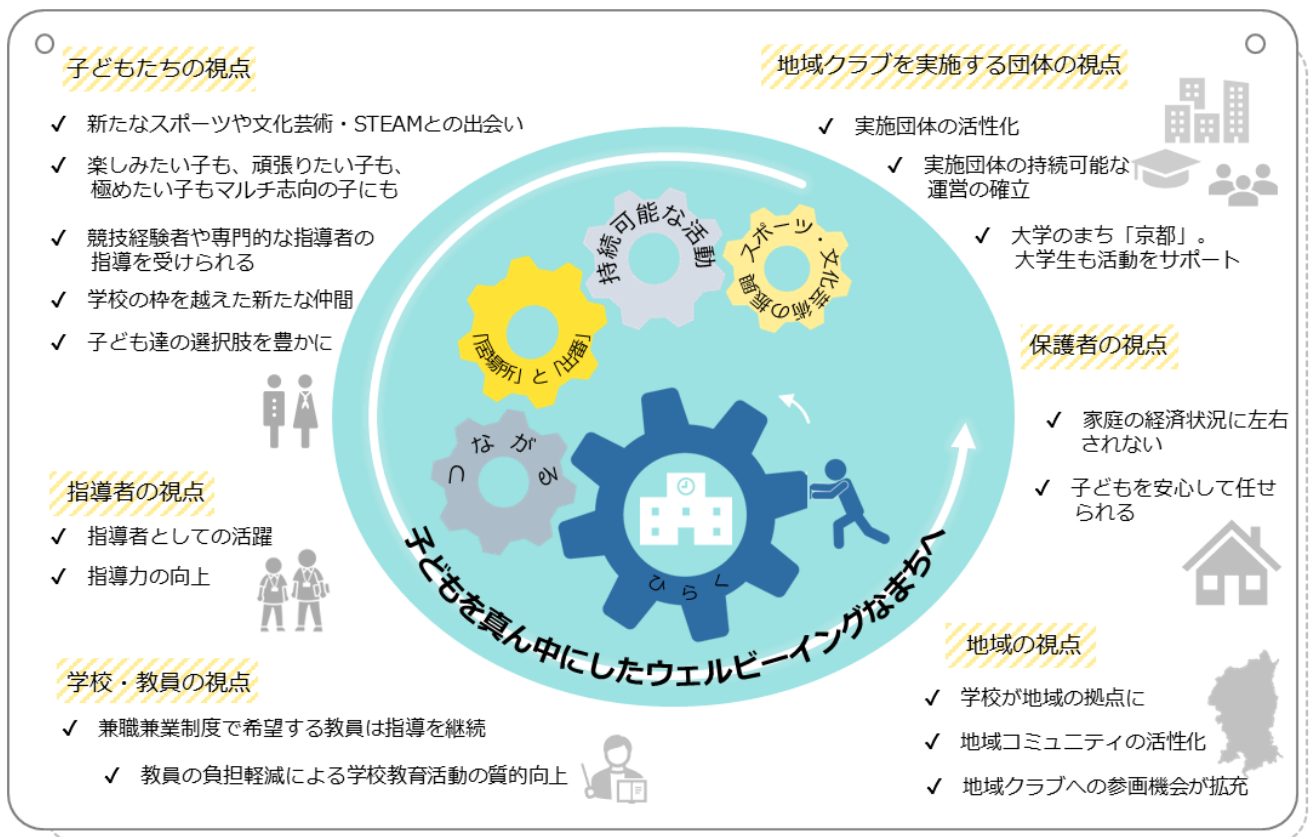 子どもたちの視点
✓ 新たなスポーツや文化芸術・STEAMとの出会い
✓ 楽しみたい子も、頑張りたい子も、
極めたい子もマルチ志向の子にも
✓ 競技経験者や専門的な指導者の
指導を受けられる
✓ 学校の枠を越えた新たな仲間
✓ 子ども達の選択肢を豊かに
指導者の視点
✓ 指導者としての活躍
✓ 指導力の向上
学校・教員の視点
✓ 兼職兼業制度で希望する教員は指導を継続
✓ 教員の負担軽減による学校教育活動の質的向上
持続可能な活動
スポーツ・文化芸術の振興
「居場所」と「出番」
つながる
ひらく
子どもを真ん中にしたウェルビーイングなまちへ
地域クラブを実施する団体の視点
✓ 実施団体の活性化
✓ 実施団体の持続可能な
運営の確立
✓ 大学のまち「京都」。
大学生も活動をサポート
保護者の視点
✓ 家庭の経済状況に左右
されない
✓ 子どもを安心して任せ
られる
地域の視点
✓ 学校が地域の拠点に
✓ 地域コミュニティの活性化
✓ 地域クラブへの参画機会が拡充